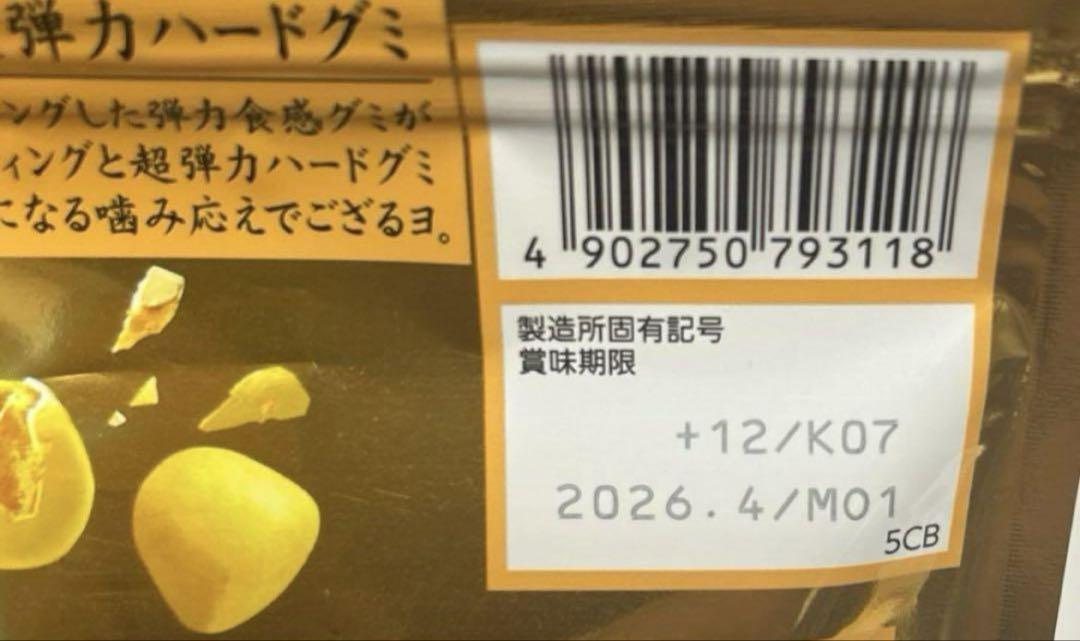 弾力ハードグミ
ングした弾力食感グミが
ィングと超弾力ハードグミ
になる噛み応えでござるヨ。
4 902750 793118
製造所固有記号
賞味期限
+12/K07
2026.4/M01
5CB